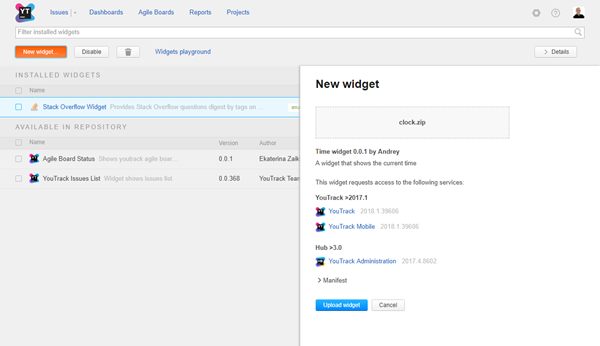 YT
Issues | Dashboards Agile Boards Reports Projects
Filter installed widgets
New widget... Disable Widgets playground Details
INSTALLED WIDGETS
Name
Stack Overflow Widget Provides Stack Overflow questions digest by tags on ...
AVAILABLE IN REPOSITORY
Name Version Author
Agile Board Status Shows youtrack agile boar... 0.0.1 Ekaterina Zaik
YouTrack Issues List Widget shows issues list 0.0.368 YouTrack Team
New widget
clock.zip
Time widget 0.0.1 by Andrey
A widget that shows the current time
This widget requests access to the following services:
YouTrack >2017.1
YouTrack 2018.1.39606
YouTrack Mobile 2018.1.39606
Hub >3.0
YouTrack Administration 2017.4.8602
Manifest
Upload widget Cancel